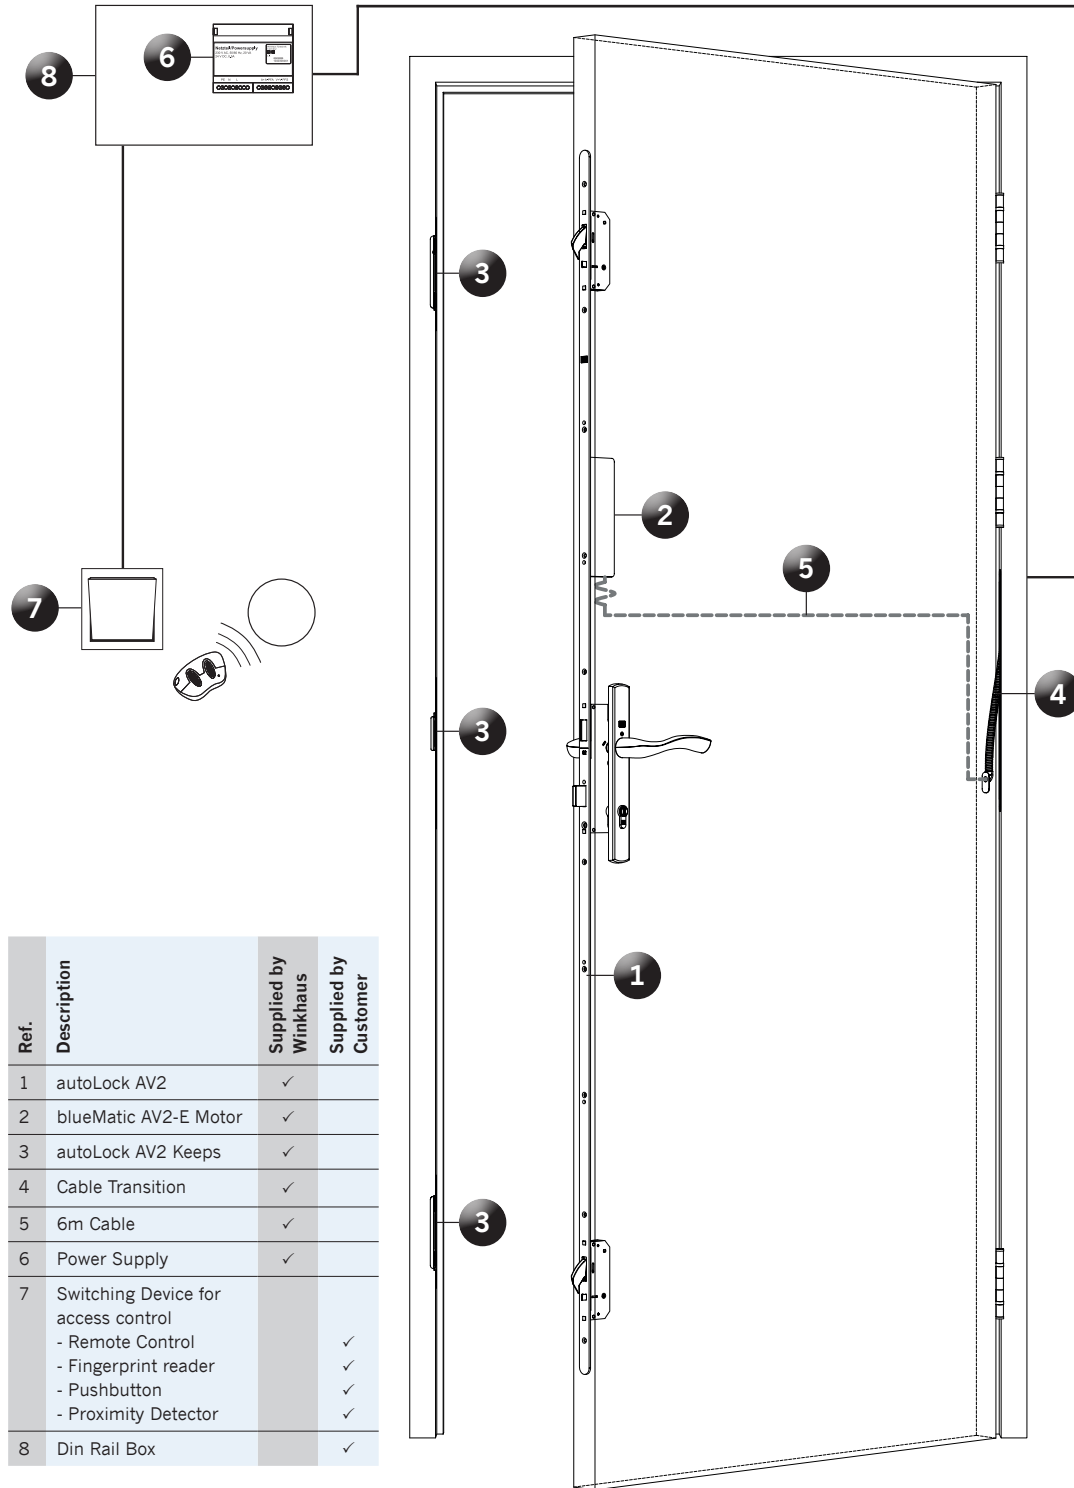 8
6
Netzteil/Powersupply
3
2
5
7
4
3
1
3
Ref.
Description
Supplied by
Winkhaus
Supplied by
Customer
1 autoLock AV2 ✓
2 blueMatic AV2-E Motor ✓
3 autoLock AV2 Keeps ✓
4 Cable Transition ✓
5 6m Cable ✓
6 Power Supply ✓
7 Switching Device for
access control
- Remote Control ✓
- Fingerprint reader ✓
- Pushbutton ✓
- Proximity Detector ✓
8 Din Rail Box ✓